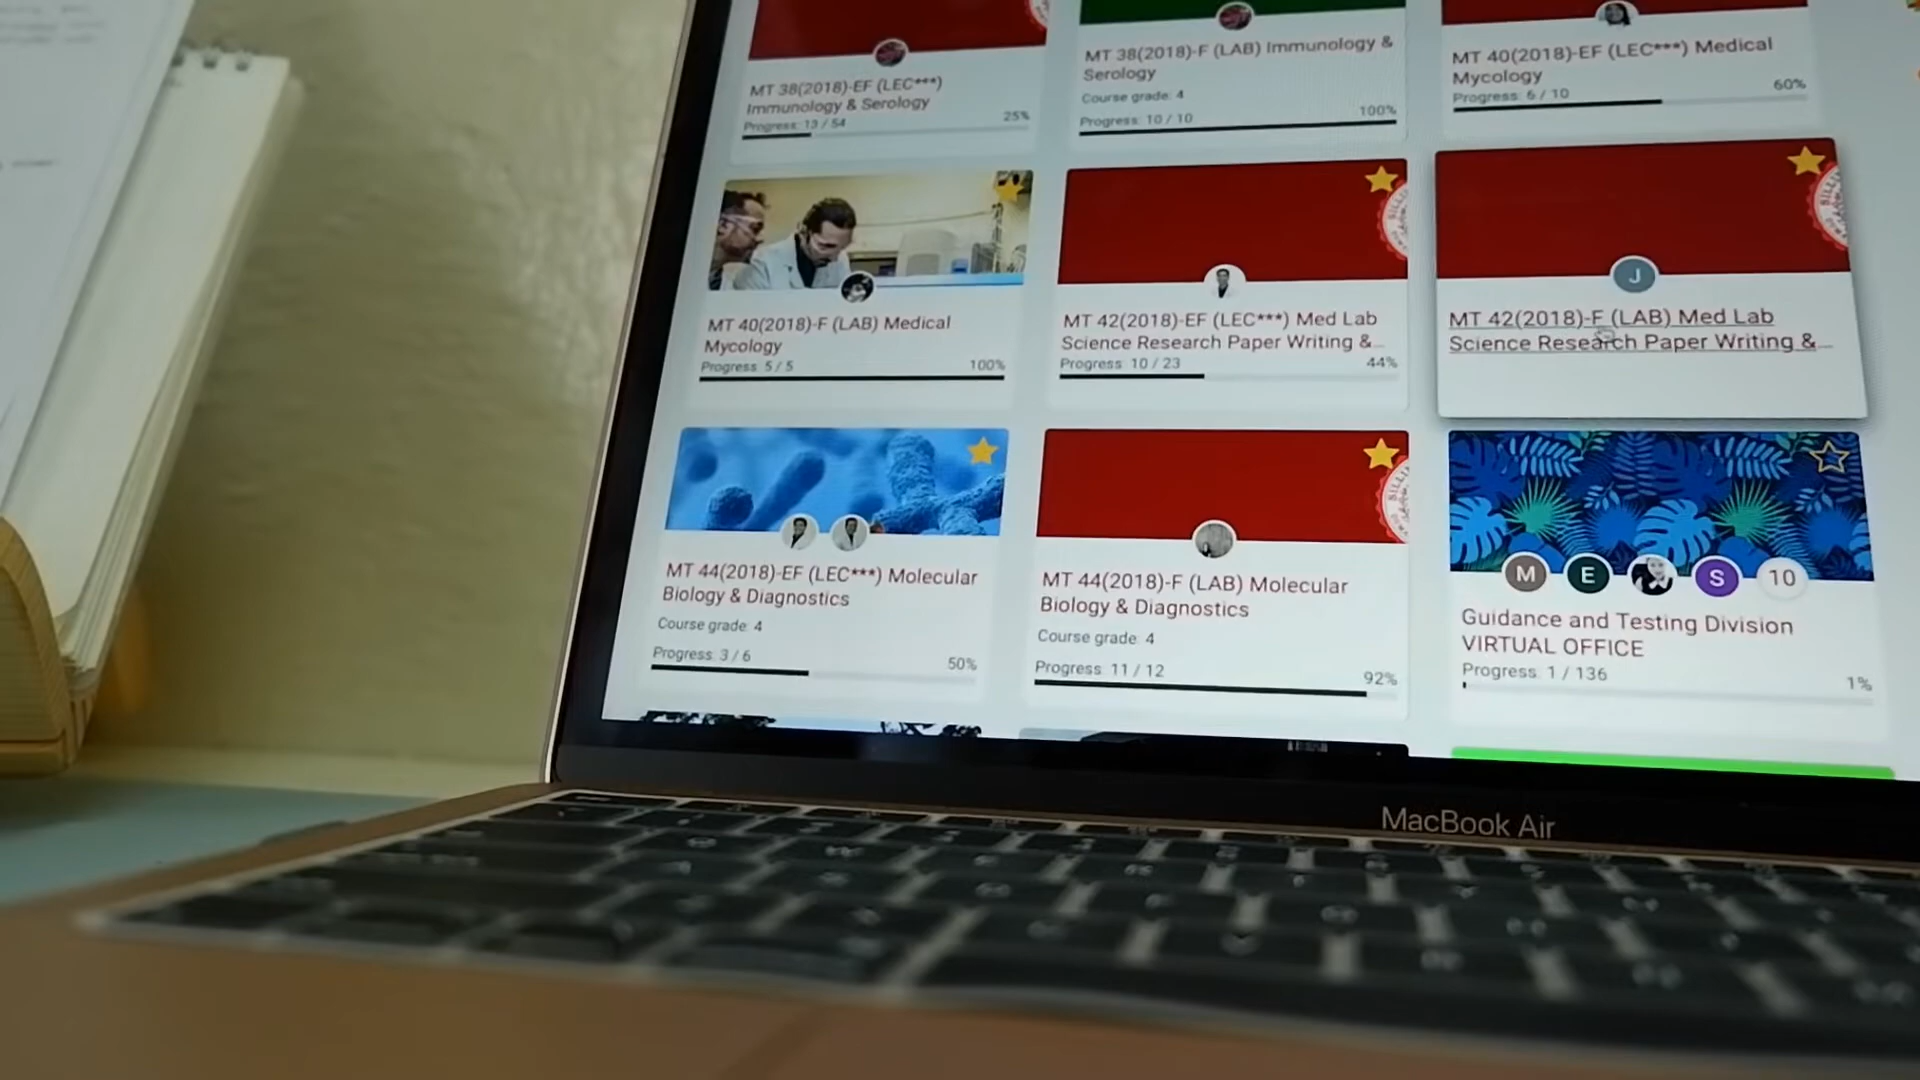 MT 38(2018)-EF (LEC***)
Immunology & Serology
Progress: 13 / 54
25%
MT 38(2018)-F (LAB) Immunology &
Serology
Course grade: 4
Progress: 10 / 10
100%
MT 40(2018)-EF (LEC***) Medical
Mycology
Progress: 6 / 10
60%
MT 40(2018)-F (LAB) Medical
Mycology
Progress: 5 / 5
100%
MT 42(2018)-EF (LEC***) Med Lab
Science Research Paper Writing &...
Progress: 10 / 23
44%
J
MT 42(2018)-F (LAB) Med Lab
Science Research Paper Writing &...
MT 44(2018)-EF (LEC***) Molecular
Biology & Diagnostics
Course grade: 4
Progress: 3 / 6
50%
MT 44(2018)-F (LAB) Molecular
Biology & Diagnostics
Course grade: 4
Progress: 11 / 12
92%
M E S 10
Guidance and Testing Division
VIRTUAL OFFICE
Progress: 1 / 136
1%
MacBook Air